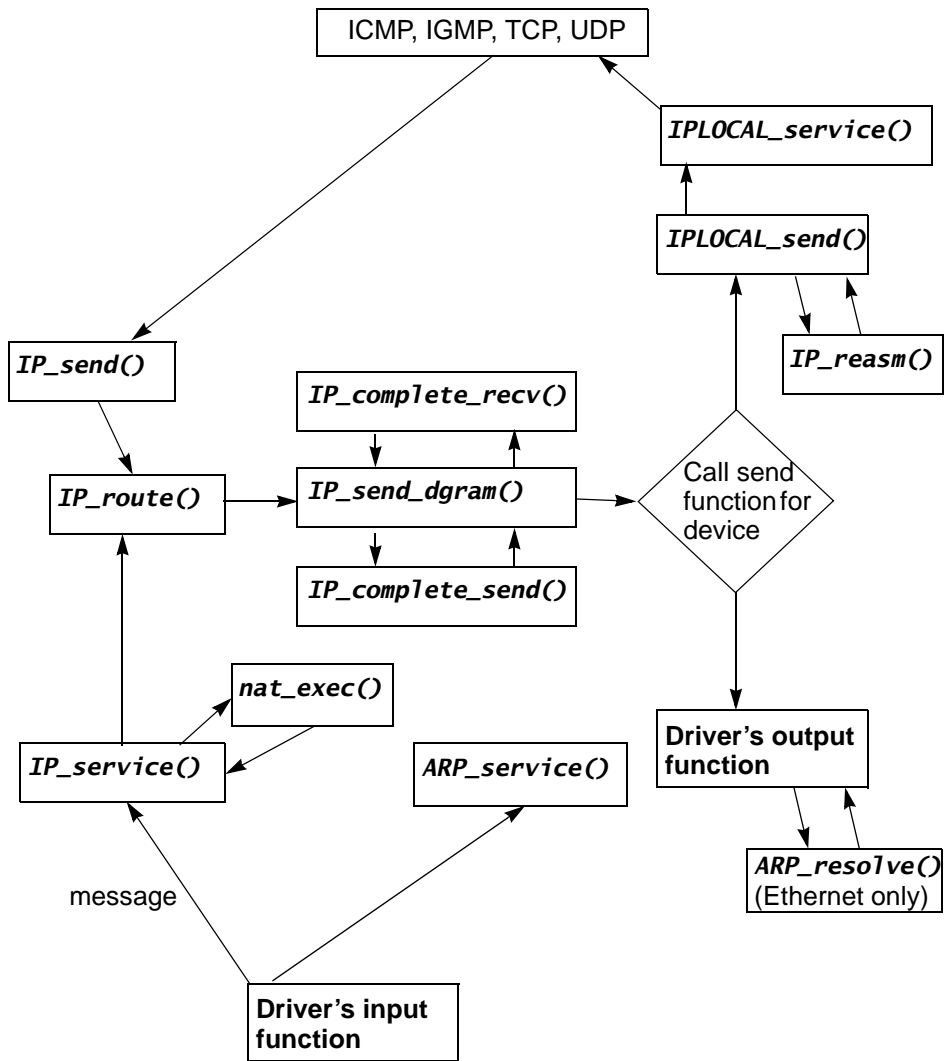 ICMP, IGMP, TCP, UDP
IPLOCAL_service()
IPLOCAL_send()
IP_send()
IP_reasm()
IP_complete_recv()
IP_route()
IP_send_dgram()
Call send
function for
device
IP_complete_send()
nat_exec()
IP_service()
ARP_service()
Driver’s output
function
ARP_resolve()
(Ethernet only)
message
Driver’s input
function